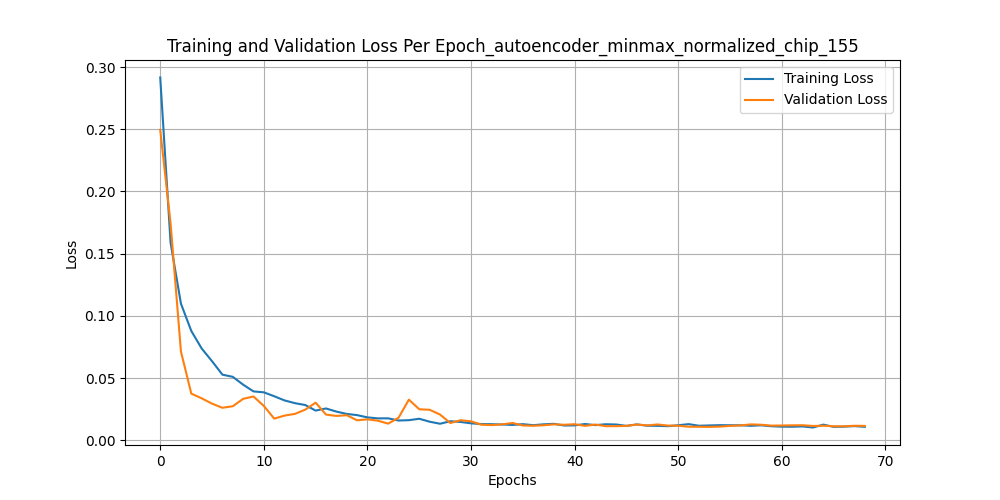 Training and Validation Loss Per Epoch_autoencoder_minmax_normalized_chip_155
Training Loss
Validation Loss
0.30
0.25
0.20
0.15
0.10
0.05
0.00
Loss
0 10 20 30 40 50 60 70
Epochs